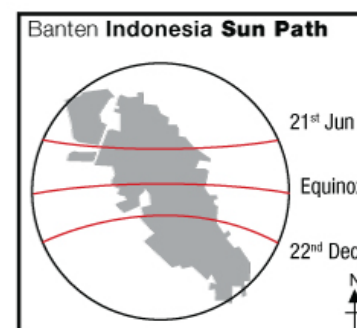 Banten Indonesia Sun Path
21st Jun
Equinox
22nd Dec
N